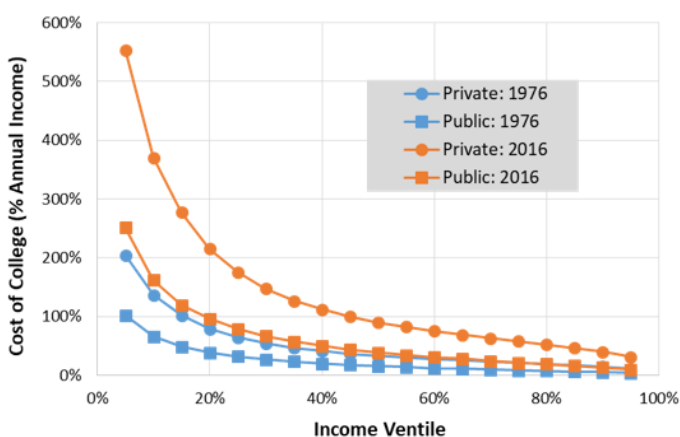 600%
500%
400%
300%
200%
100%
0%
Cost of College (% Annual Income)
Private: 1976
Public: 1976
Private: 2016
Public: 2016
0%
20%
40%
60%
80%
100%
Income Ventile